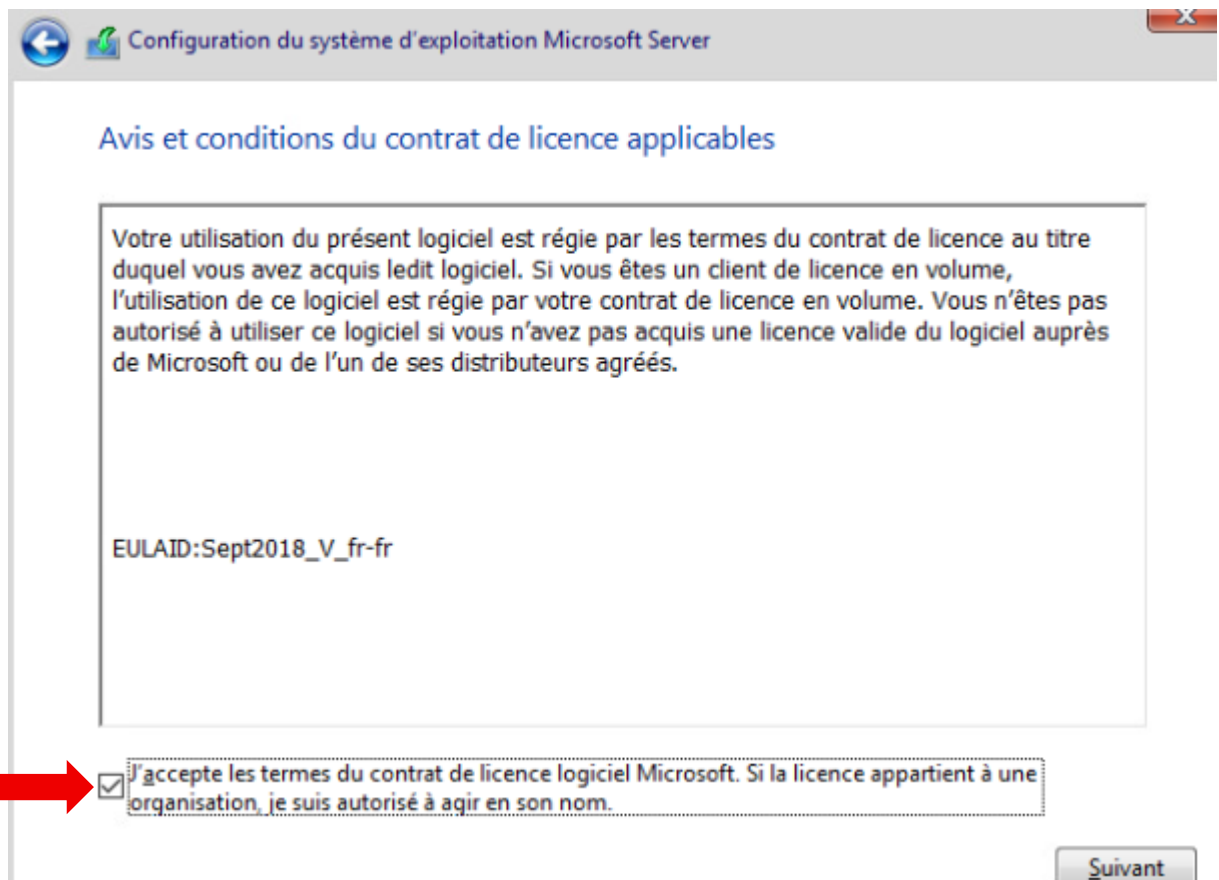 Configuration du système d'exploitation Microsoft Server
Avis et conditions du contrat de licence applicables
Votre utilisation du présent logiciel est régie par les termes du contrat de licence au titre
duquel vous avez acquis ledit logiciel. Si vous êtes un client de licence en volume,
l’utilisation de ce logiciel est régie par votre contrat de licence en volume. Vous n’êtes pas
autorisé à utiliser ce logiciel si vous n’avez pas acquis une licence valide du logiciel auprès
de Microsoft ou de l’un de ses distributeurs agréés.
EULAID:Sept2018_V_fr-fr
J'accepte les termes du contrat de licence logiciel Microsoft. Si la licence appartient à une
organisation, je suis autorisé à agir en son nom.
Suivant